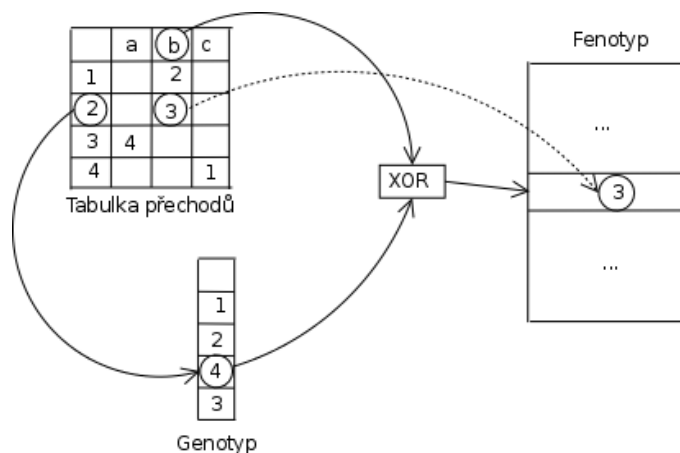 a b c
1 2
2 3
3 4
4 1
Tabulka přechodů
XOR
Fenotyp
...
3
...
1
2
4
3
Genotyp